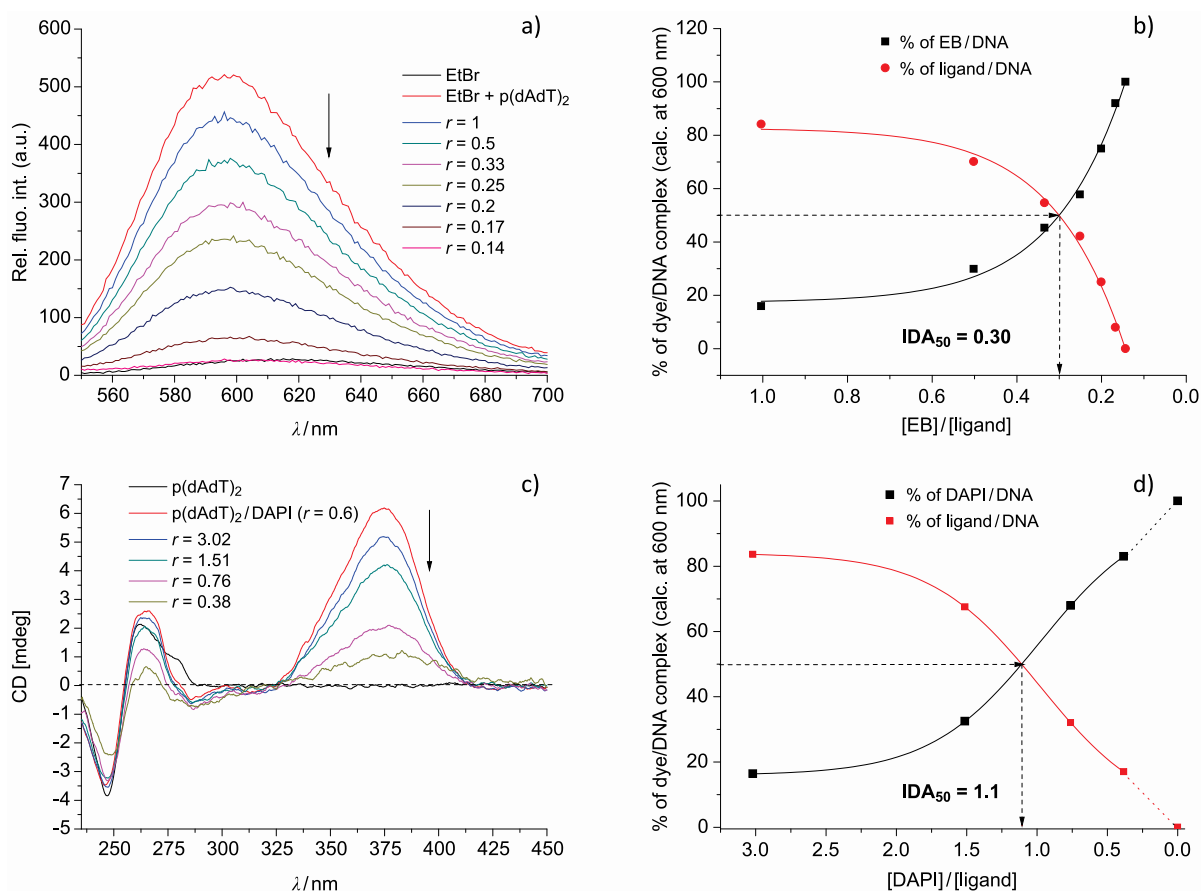 a)
600
500
400
300
200
100
0
Rel. fluo. int. (a.u.)
EtBr
EtBr + p(dAdT)₂
r = 1
r = 0.5
r = 0.33
r = 0.25
r = 0.2
r = 0.17
r = 0.14
560 580 600 620 640 660 680 700
λ/nm
b)
120
100
80
60
40
20
0
% of dye/DNA complex (calc. at 600 nm)
% of EB/DNA
% of ligand/DNA
IDA₅₀ = 0.30
1.0 0.8 0.6 0.4 0.2 0.0
[EB]/[ligand]
c)
7
6
5
4
3
2
1
0
-1
-2
-3
-4
-5
CD [mdeg]
p(dAdT)₂
p(dAdT)₂/DAPI (r = 0.6)
r = 3.02
r = 1.51
r = 0.76
r = 0.38
250 275 300 325 350 375 400 425 450
λ/nm
d)
100
80
60
40
20
0
% of dye/DNA complex (calc. at 600 nm)
% of DAPI/DNA
% of ligand/DNA
IDA₅₀ = 1.1
3.0 2.5 2.0 1.5 1.0 0.5 0.0
[DAPI]/[ligand]